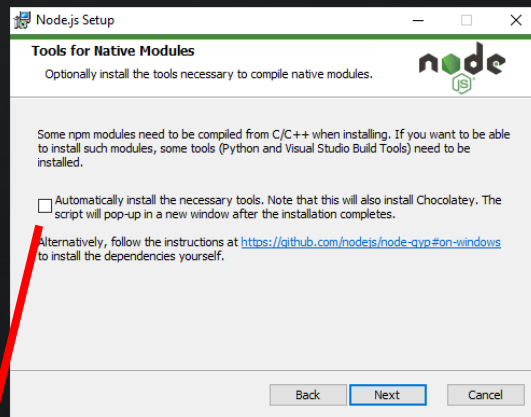 Node.js Setup
Tools for Native Modules
Optionally install the tools necessary to compile native modules.
node
JS
Some npm modules need to be compiled from C/C++ when installing. If you want to be able
to install such modules, some tools (Python and Visual Studio Build Tools) need to be
installed.
Automatically install the necessary tools. Note that this will also install Chocolatey. The
script will pop-up in a new window after the installation completes.
Alternatively, follow the instructions at https://github.com/nodejs/node-gyp#on-windows
to install the dependencies yourself.
Back Next Cancel